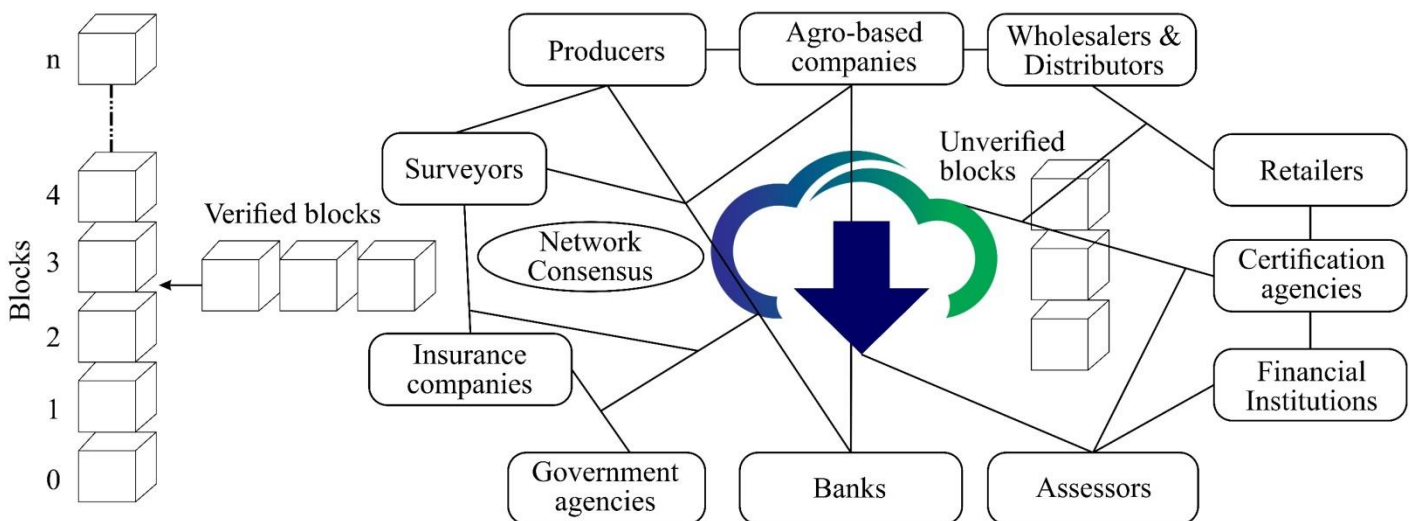 Blocks
n
4
3
2
1
0
Verified blocks
Producers
Agro-based
companies
Wholesalers &
Distributors
Surveyors
Unverified
blocks
Retailers
Network
Consensus
Certification
agencies
Insurance
companies
Financial
Institutions
Government
agencies
Banks
Assessors